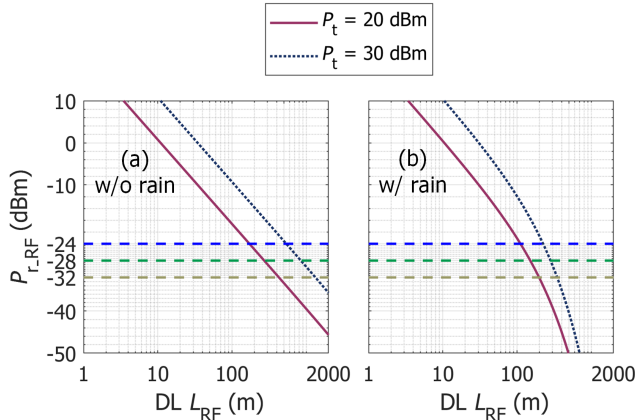 P_t = 20 dBm
P_t = 30 dBm
10
0
-10
-24
-28
-32
-40
-50
P_r_RF (dBm)
(a)
w/o rain
1
10
100
2000
DL L_RF (m)
(b)
w/ rain
1
10
100
2000
DL L_RF (m)